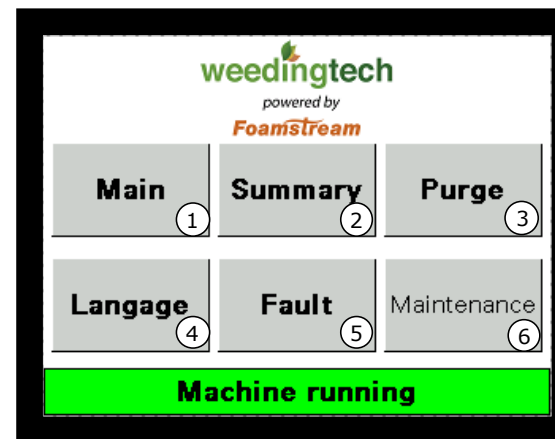 weedingtech
powered by
Foamstream
Main
1
Summary
2
Purge
3
Langage
4
Fault
5
Maintenance
6
Machine running